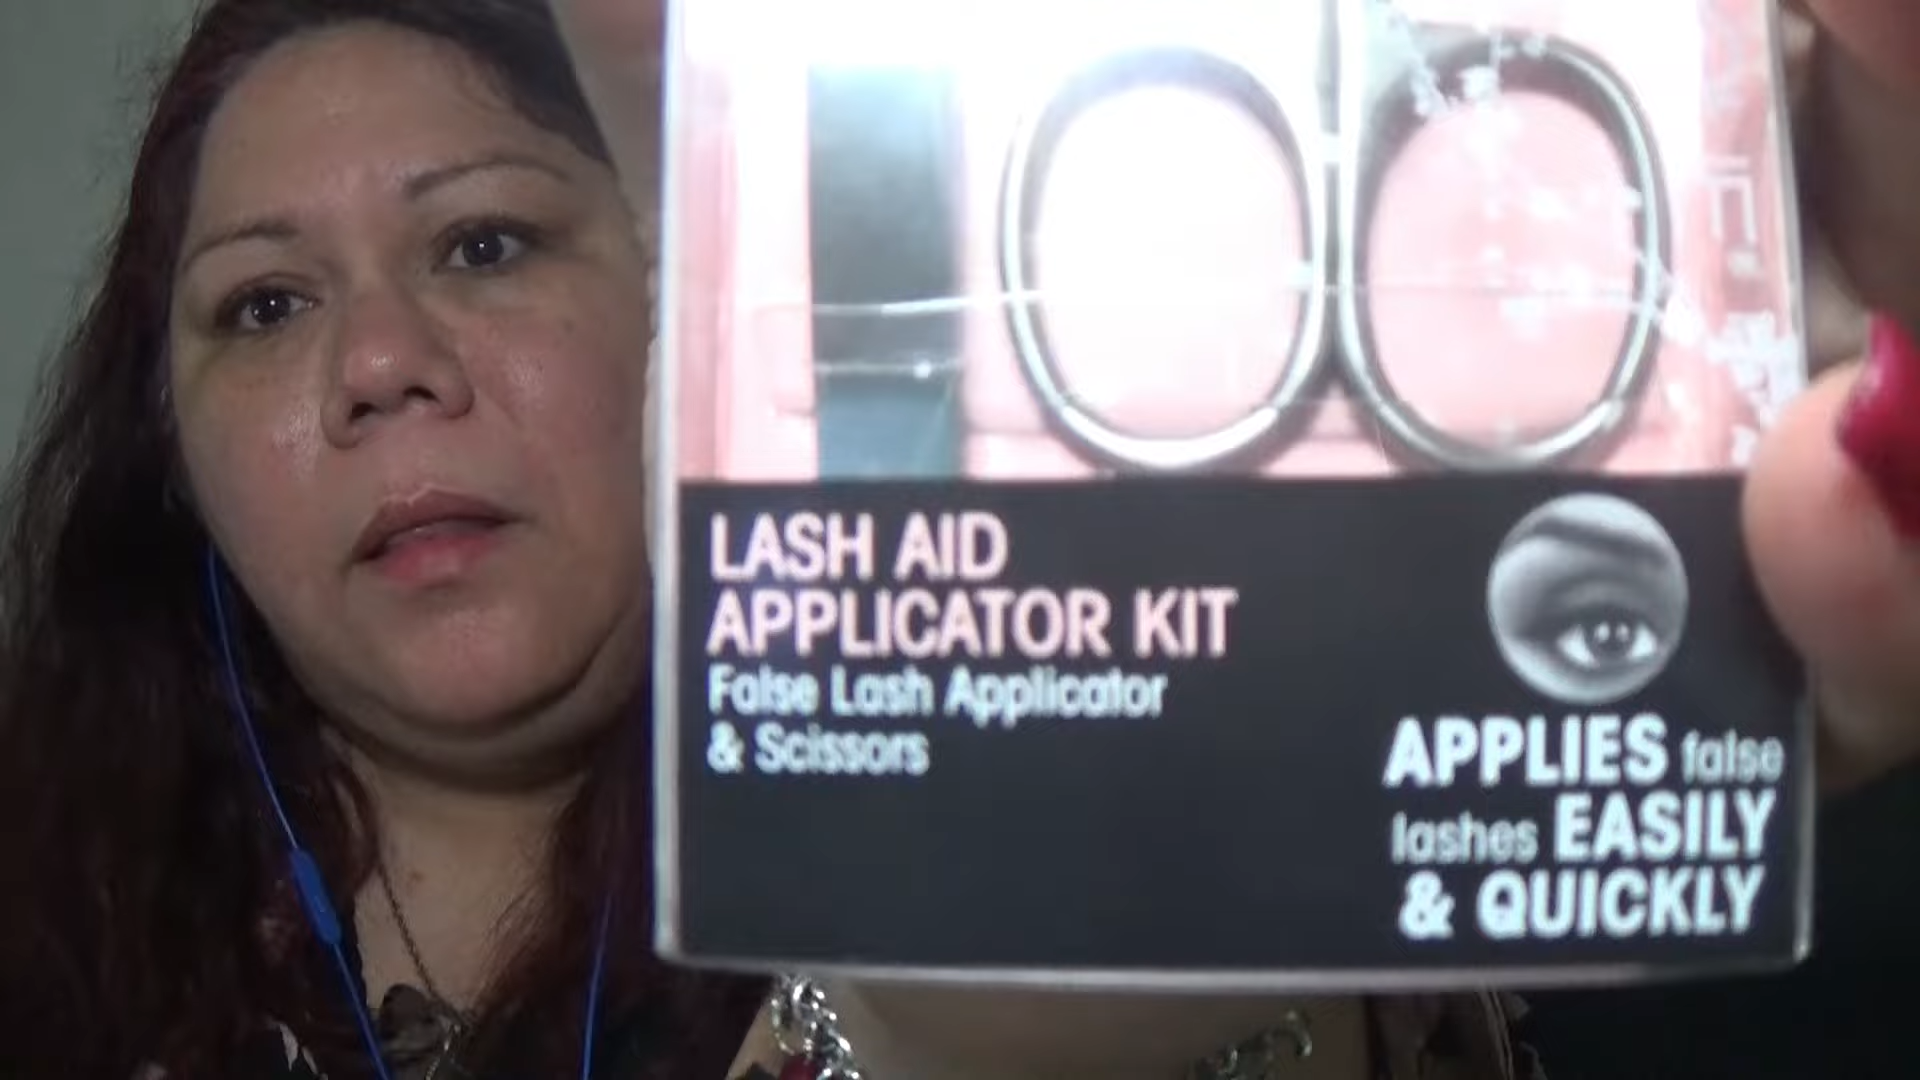 LASH AID
APPLICATOR KIT
False Lash Applicator
& Scissors
APPLIES false
lashes EASILY
& QUICKLY